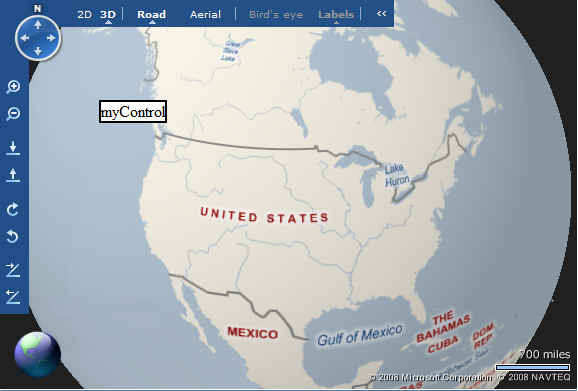 N
2D 3D Road Aerial Bird's eye Labels <<
Great
Slave
Lake
myControl
Lake
Huron
UNITED STATES
MEXICO
Gulf of Mexico
THE
BAHAMAS
CUBA
DOM.
REP
700 miles
© 2008 Microsoft Corporation © 2008 NAVTEQ